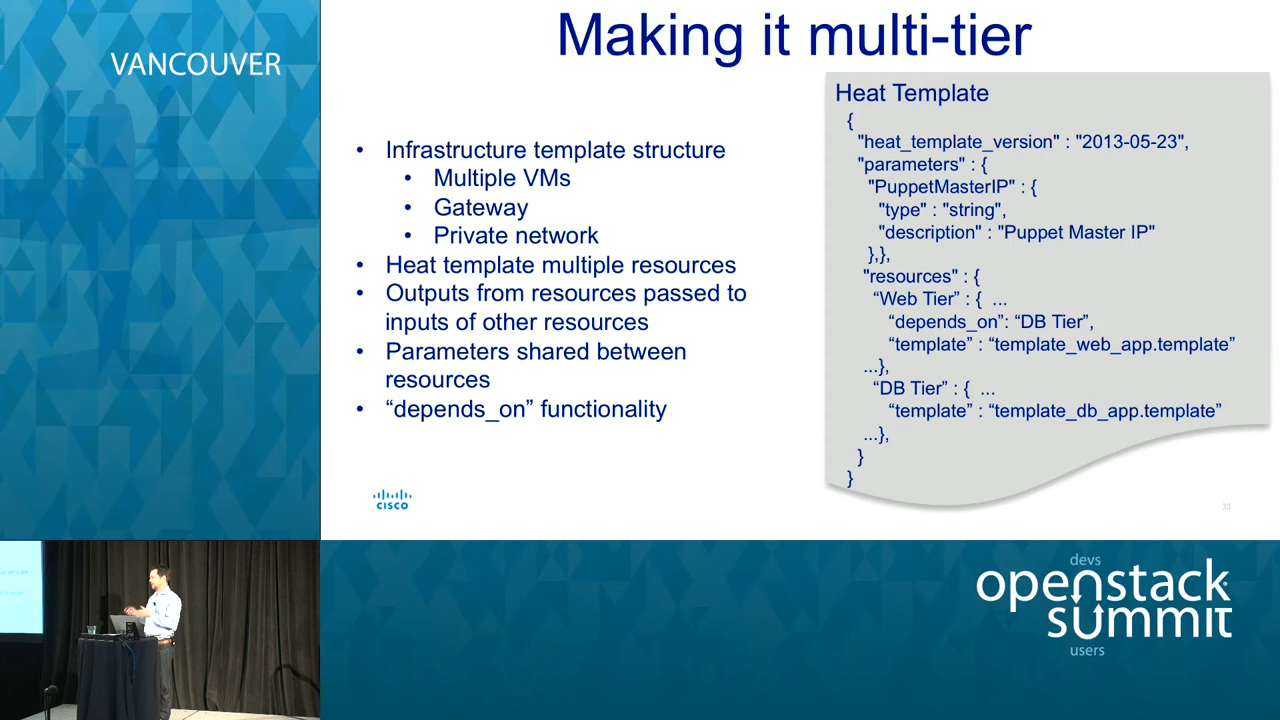 VANCOUVER
Making it multi-tier
• Infrastructure template structure
• Multiple VMs
• Gateway
• Private network
• Heat template multiple resources
• Outputs from resources passed to
inputs of other resources
• Parameters shared between
resources
• “depends_on” functionality
Heat Template
{
"heat_template_version" : "2013-05-23",
"parameters" : {
"PuppetMasterIP" : {
"type" : "string",
"description" : "Puppet Master IP"
},},
"resources" : {
“Web Tier” : { ...
“depends_on”: “DB Tier”,
“template” : “template_web_app.template”
...},
“DB Tier” : { ...
“template” : “template_db_app.template”
...},
}
}
CISCO
33
devs
openstack
summit
users